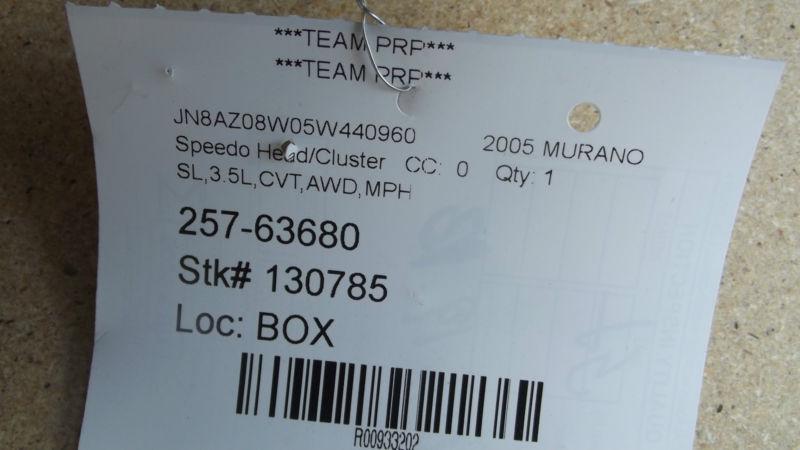 ***TEAM PRP***
***TEAM PRP***
JN8AZ08W05W440960 2005 MURANO
Speedo Head/Cluster CC: 0 Qty: 1
SL,3.5L,CVT,AWD,MPH
257-63680
Stk# 130785
Loc: BOX
R00933202